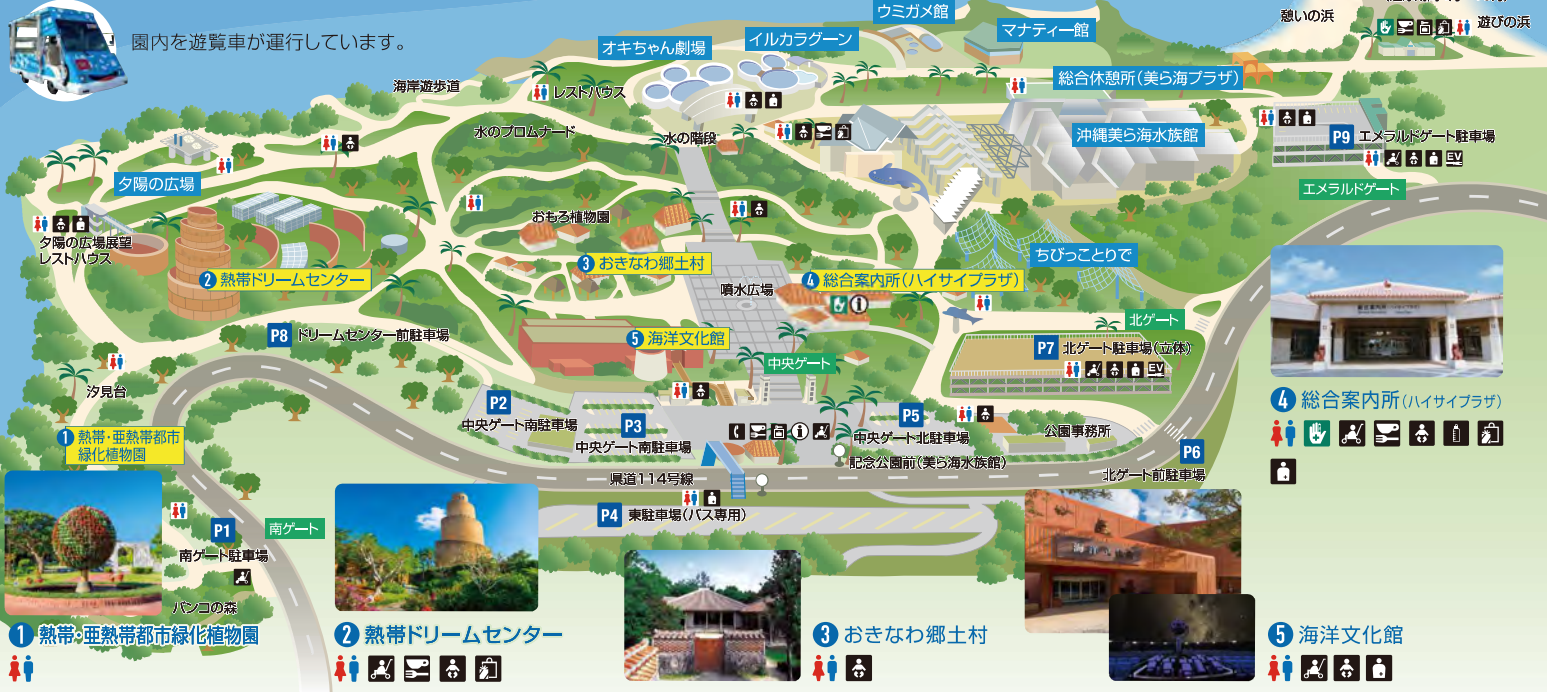 園内を遊覧車が運行しています。
ウミガメ館
マナティー館
憩いの浜
遊びの浜
オキちゃん劇場
イルカラグーン
総合休憩所(美ら海プラザ)
海岸遊歩道
レストハウス
水のプロムナード
水の階段
沖縄美ら海水族館
P9 エメラルドゲート駐車場
EV
エメラルドゲート
夕陽の広場
おもろ植物園
夕陽の広場展望
レストハウス
ちびっことりで
2 熱帯ドリームセンター
3 おきなわ郷土村
4 総合案内所(ハイサイプラザ)
噴水広場
北ゲート
P8 ドリームセンター前駐車場
5 海洋文化館
P7 北ゲート駐車場(立体)
EV
中央ゲート
汐見台
P2
中央ゲート南駐車場
P3
中央ゲート南駐車場
P5
中央ゲート北駐車場
公園事務所
記念公園前(美ら海水族館)
P6
北ゲート前駐車場
1 熱帯・亜熱帯都市
緑化植物園
県道114号線
P4 東駐車場(バス専用)
P1
南ゲート駐車場
南ゲート
バンコの森
4 総合案内所(ハイサイプラザ)
1 熱帯・亜熱帯都市緑化植物園
2 熱帯ドリームセンター
3 おきなわ郷土村
5 海洋文化館